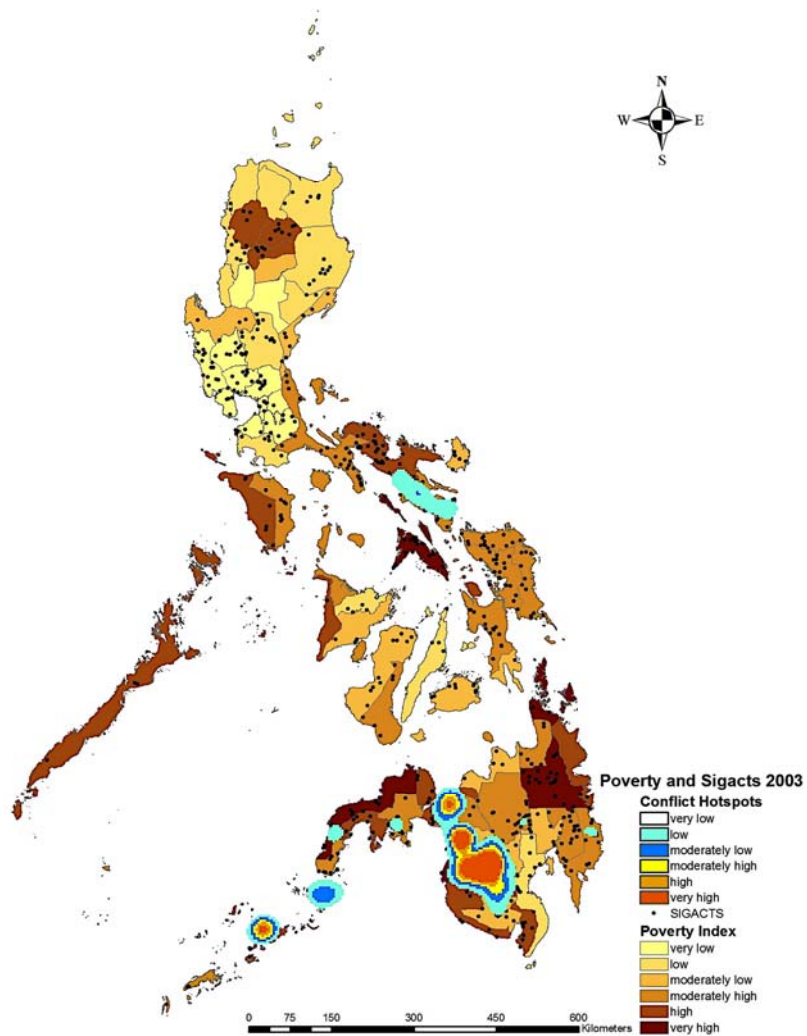 N
W E
S
Poverty and Sigacts 2003
Conflict Hotspots
very low
low
moderately low
moderately high
high
very high
SIGACTS
Poverty Index
very low
low
moderately low
moderately high
high
very high
0 75 150 300 450 600
Kilometers